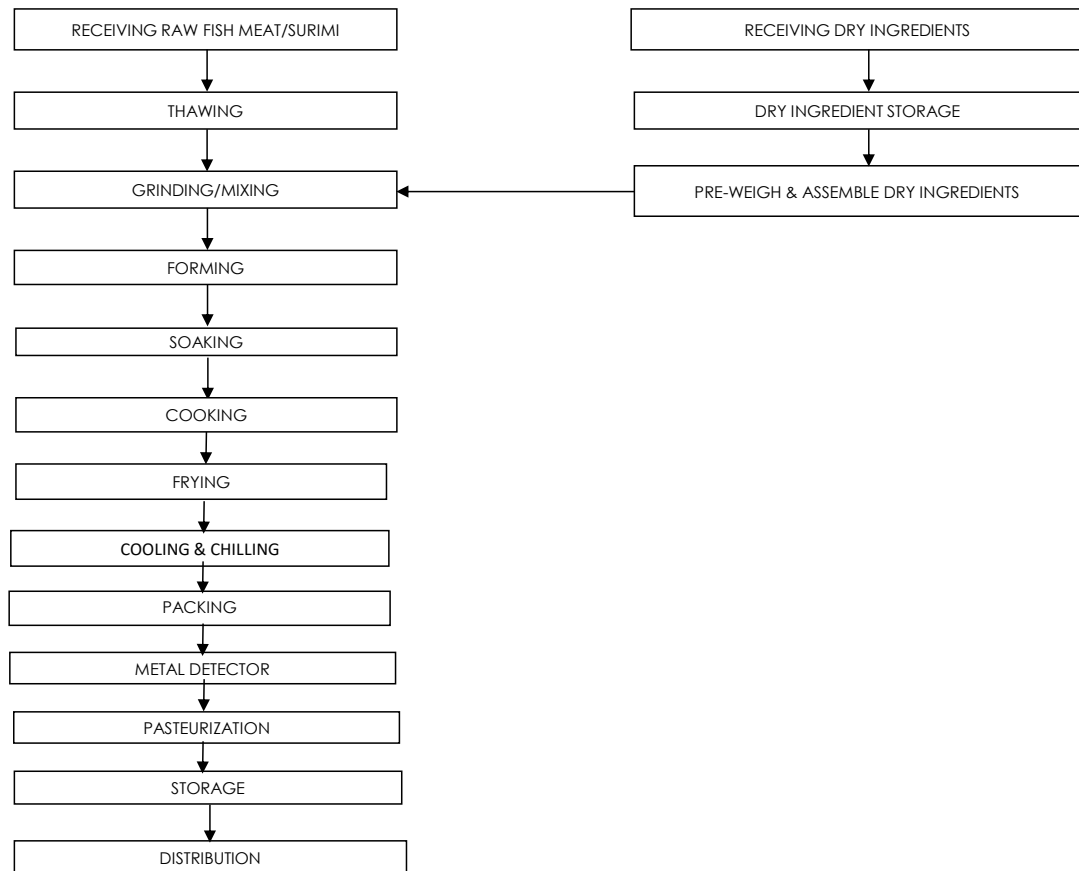 RECEIVING RAW FISH MEAT/SURIMI
THAWING
GRINDING/MIXING
FORMING
SOAKING
COOKING
FRYING
COOLING & CHILLING
PACKING
METAL DETECTOR
PASTEURIZATION
STORAGE
DISTRIBUTION
RECEIVING DRY INGREDIENTS
DRY INGREDIENT STORAGE
PRE-WEIGH & ASSEMBLE DRY INGREDIENTS